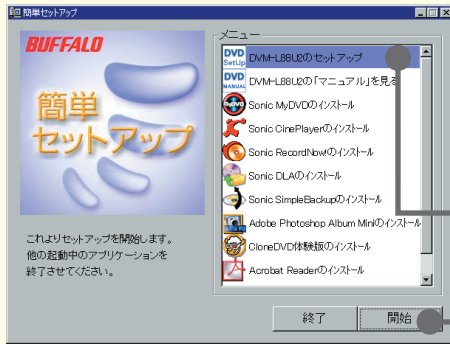 簡単セットアップ
BUFFALO
簡単
セットアップ
これよりセットアップを開始します。
他の起動中のアプリケーションを
終了させてください。
メニュー
DVD SetUp DVM-L88U2のセットアップ
DVD MANUAL DVM-L88U2の「マニュアル」を見る
MyDVD Sonic MyDVDのインストール
Sonic CinePlayerのインストール
Sonic RecordNow!のインストール
Sonic DLAのインストール
Sonic SimpleBackupのインストール
Adobe Photoshop Album Miniのインストール
CloneDVD体験版のインストール
Acrobat Readerのインストール
終了
開始